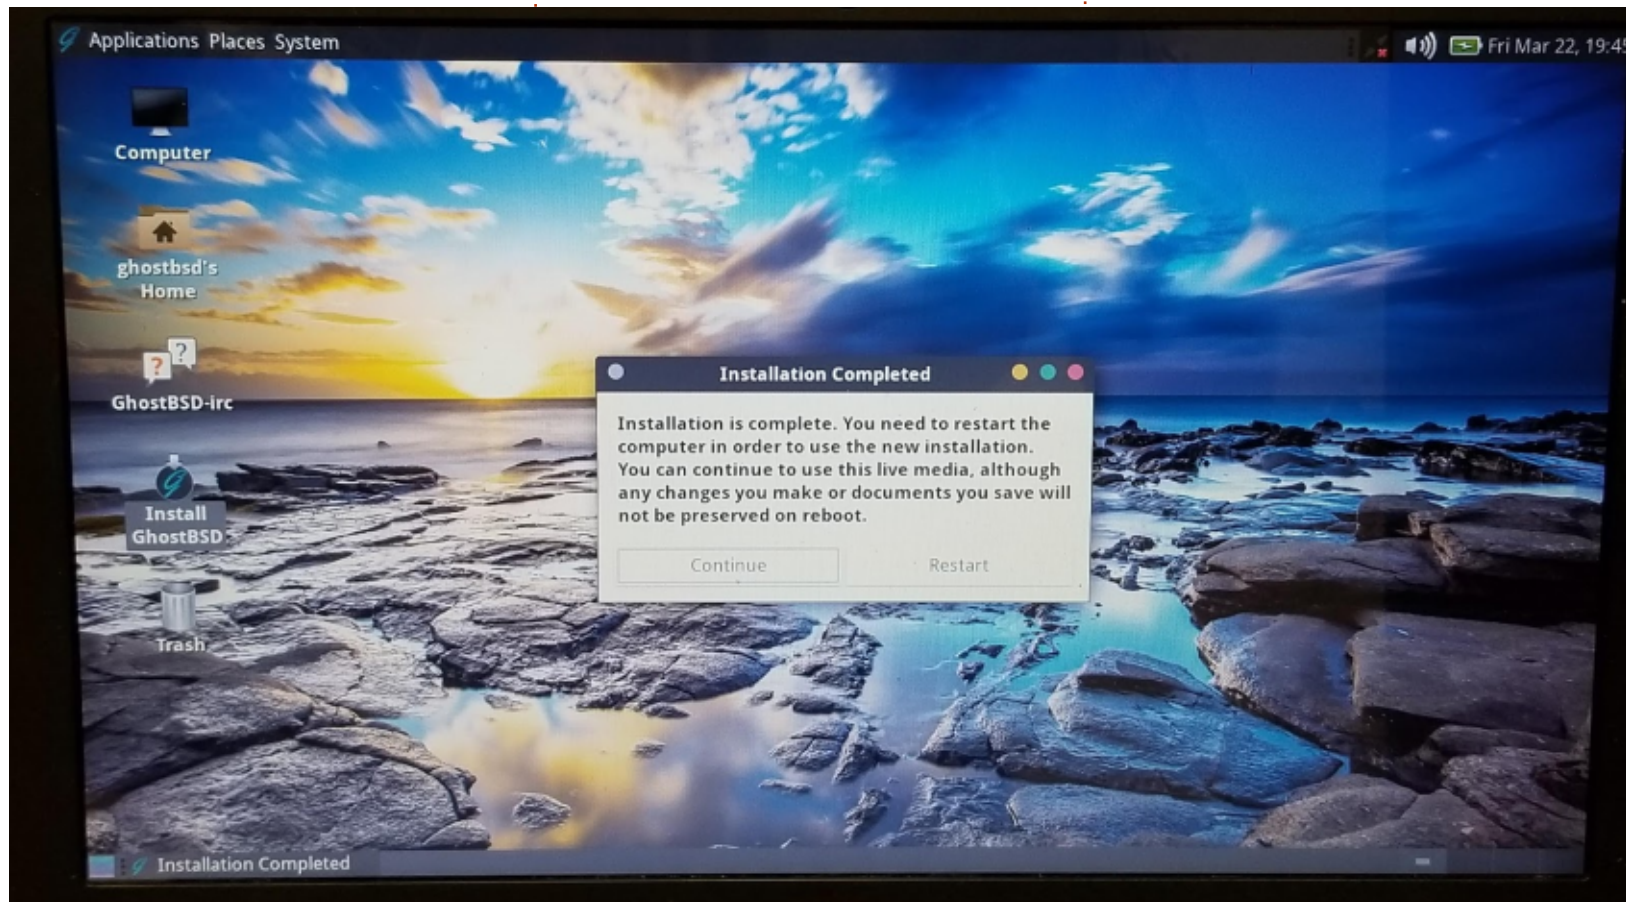 Applications Places System
Fri Mar 22, 19:45
Computer
ghostbsd's
Home
GhostBSD-irc
Install
GhostBSD
Trash
Installation Completed
Installation is complete. You need to restart the
computer in order to use the new installation.
You can continue to use this live media, although
any changes you make or documents you save will
not be preserved on reboot.
Continue
Restart
Installation Completed